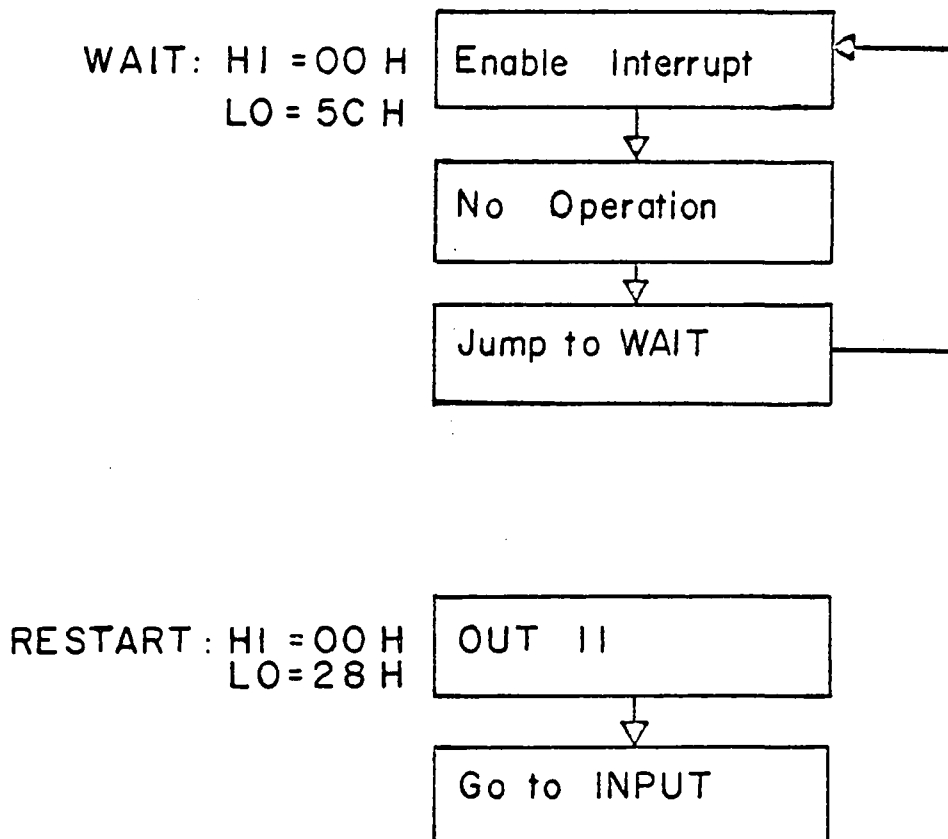 WAIT: HI = 00 H
LO = 5C H
Enable Interrupt
No Operation
Jump to WAIT
RESTART: HI = 00 H
LO = 28 H
OUT 11
Go to INPUT